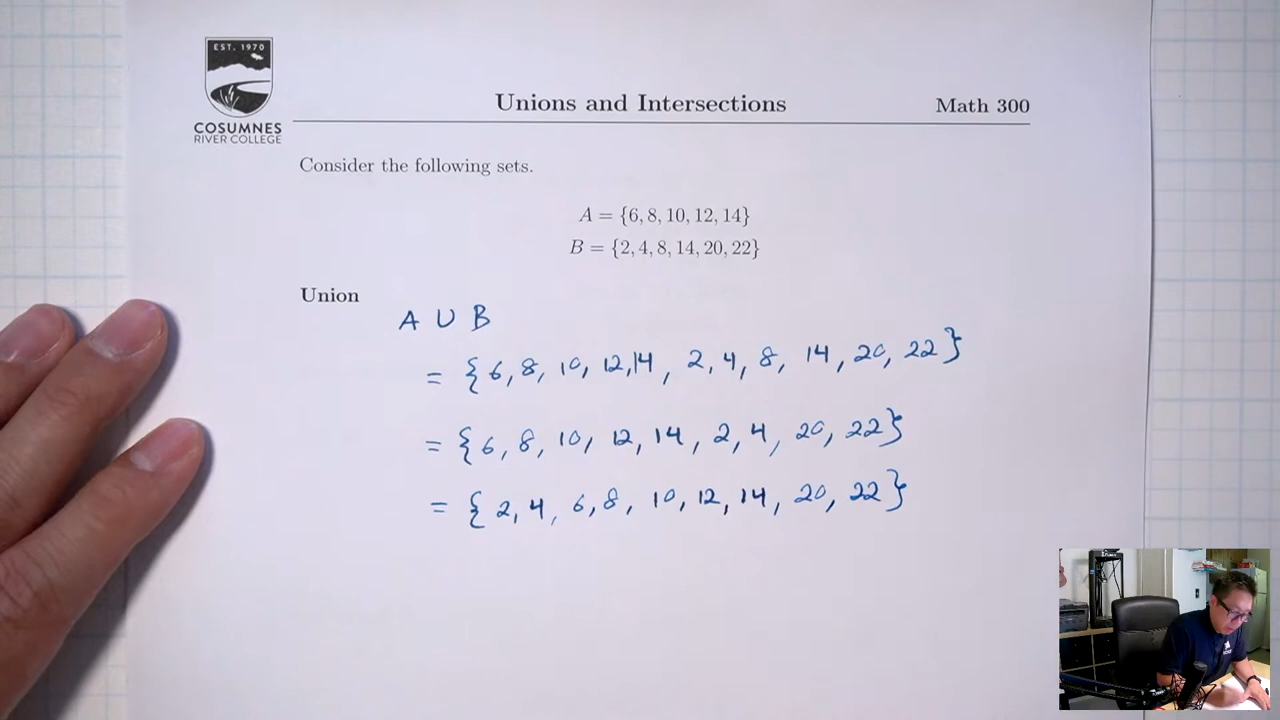 EST. 1970
COSUMNES
RIVER COLLEGE
Unions and Intersections
Math 300
Consider the following sets.
A = {6, 8, 10, 12, 14}
B = {2, 4, 8, 14, 20, 22}
Union
A ∪ B
= {6, 8, 10, 12, 14, 2, 4, 8, 14, 20, 22}
= {6, 8, 10, 12, 14, 2, 4, 20, 22}
= {2, 4, 6, 8, 10, 12, 14, 20, 22}